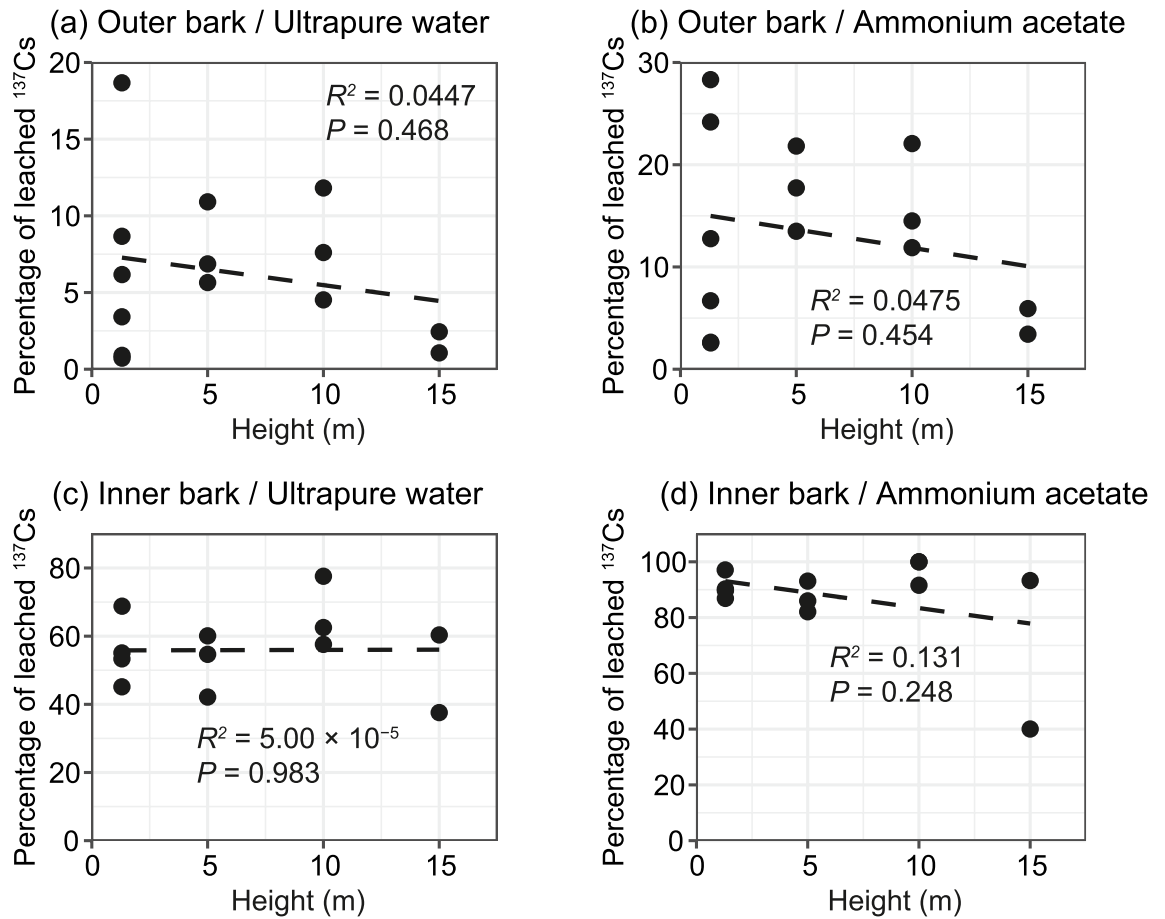 (a) Outer bark / Ultrapure water
Percentage of leached ¹³⁷Cs
20
15
10
5
0
R² = 0.0447
P = 0.468
0 5 10 15
Height (m)
(b) Outer bark / Ammonium acetate
Percentage of leached ¹³⁷Cs
30
20
10
0
R² = 0.0475
P = 0.454
0 5 10 15
Height (m)
(c) Inner bark / Ultrapure water
Percentage of leached ¹³⁷Cs
80
60
40
20
0
R² = 5.00 × 10⁻⁵
P = 0.983
0 5 10 15
Height (m)
(d) Inner bark / Ammonium acetate
Percentage of leached ¹³⁷Cs
100
80
60
40
20
0
R² = 0.131
P = 0.248
0 5 10 15
Height (m)